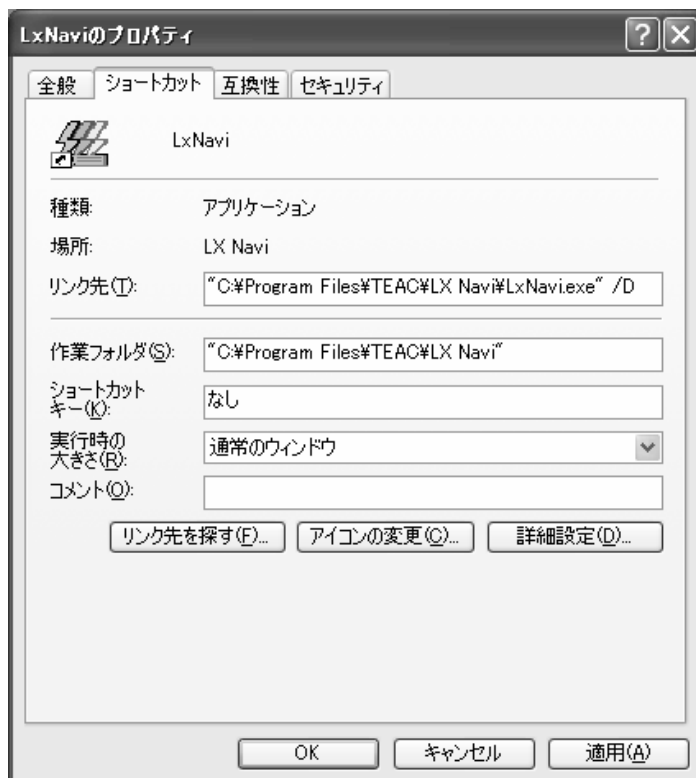 LxNaviのプロパティ
全般 ショートカット 互換性 セキュリティ
LxNavi
種類: アプリケーション
場所: LX Navi
リンク先(T): "C:¥Program Files¥TEAC¥LX Navi¥LxNavi.exe" /D
作業フォルダ(S): "C:¥Program Files¥TEAC¥LX Navi"
ショートカット
キー(K): なし
実行時の
大きさ(R): 通常のウィンドウ
コメント(O):
リンク先を探す(F)... アイコンの変更(C)... 詳細設定(D)...
OK キャンセル 適用(A)